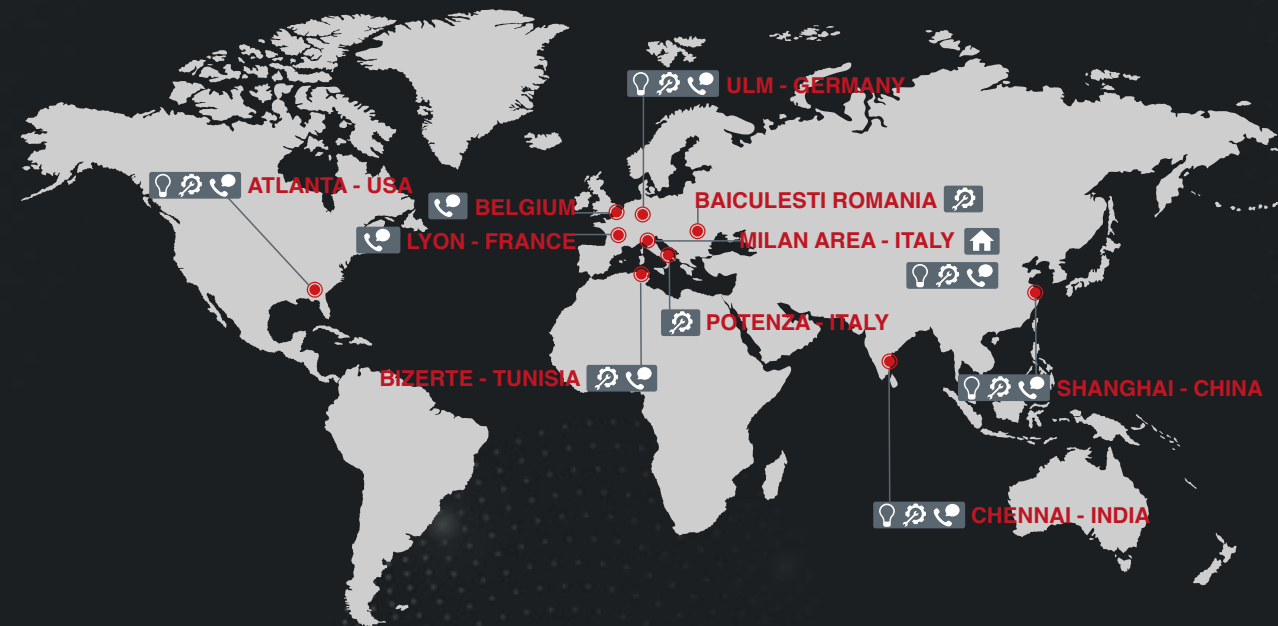 ULM - GERMANY
ATLANTA - USA
BELGIUM
BAICULESTI ROMANIA
LYON - FRANCE
MILAN AREA - ITALY
POTENZA - ITALY
BIZERTE - TUNISIA
SHANGHAI - CHINA
CHENNAI - INDIA